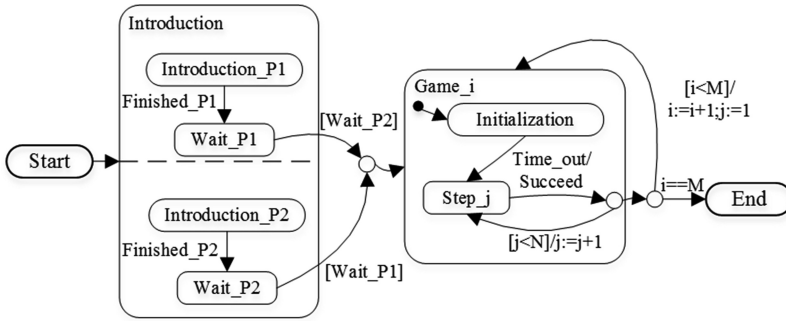 Introduction
Introduction_P1
Finished_P1
Wait_P1
[Wait_P2]
Start
Introduction_P2
Finished_P2
Wait_P2
[Wait_P1]
Game_i
Initialization
Time_out/
Succeed
Step_j
[j<N]/j:=j+1
[i<M]/
i:=i+1;j:=1
i==M
End